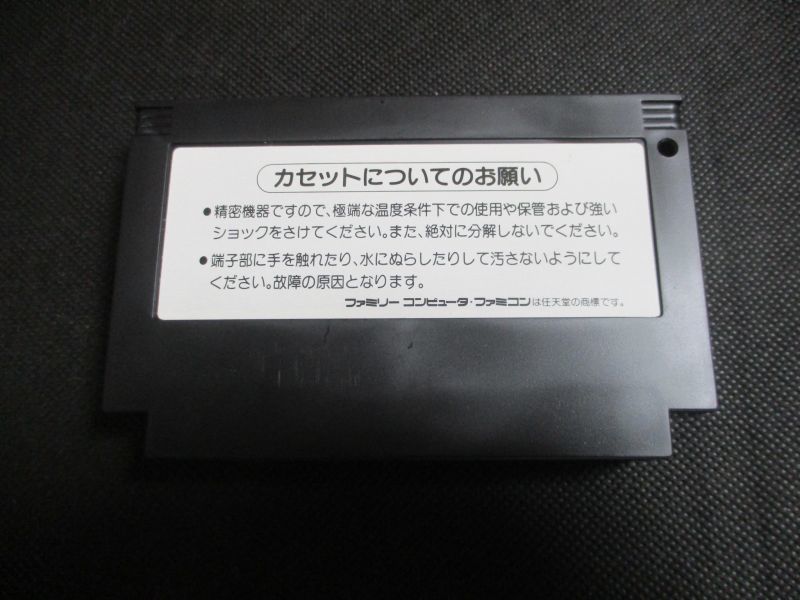 カセットについてのお願い
●精密機器ですので、極端な温度条件下での使用や保管および強い
ショックをさけてください。また、絶対に分解しないでください。
●端子部に手を触れたり、水にぬらしたりして汚さないようにして
ください。故障の原因となります。
ファミリー コンピュータ・ファミコンは任天堂の商標です。